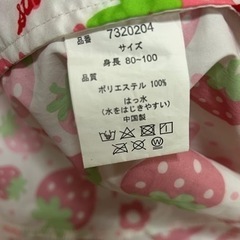 品番 7320204
サイズ
身長 80~100
品質
ポリエステル 100%
はっ水
(水をはじきやすい)
中国製